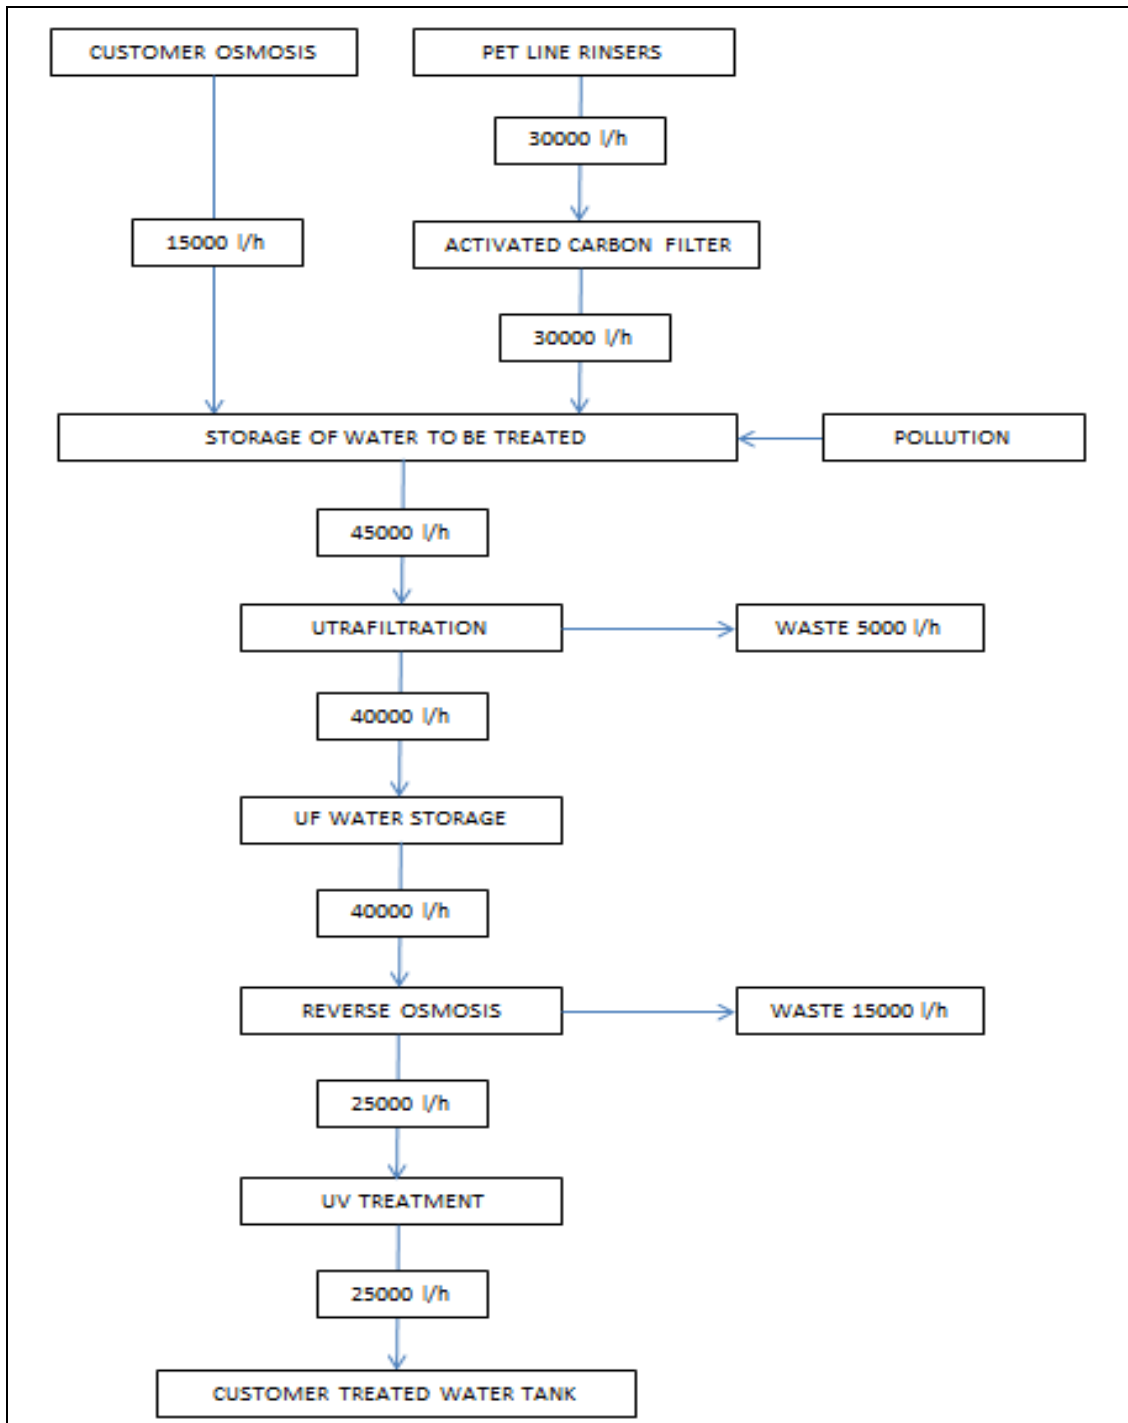 CUSTOMER OSMOSIS
PET LINE RINSERS
30000 l/h
15000 l/h
ACTIVATED CARBON FILTER
30000 l/h
STORAGE OF WATER TO BE TREATED
POLLUTION
45000 l/h
UTRAFILTRATION
WASTE 5000 l/h
40000 l/h
UF WATER STORAGE
40000 l/h
REVERSE OSMOSIS
WASTE 15000 l/h
25000 l/h
UV TREATMENT
25000 l/h
CUSTOMER TREATED WATER TANK